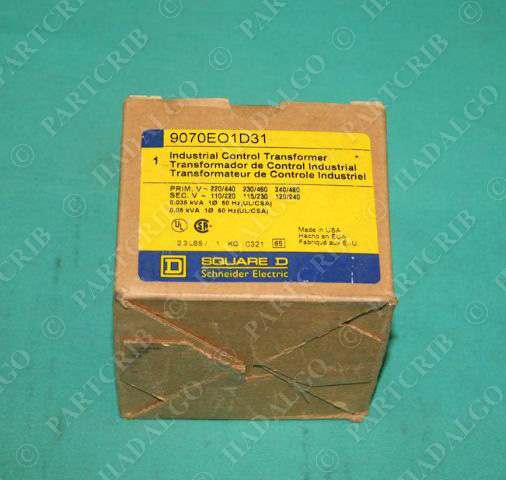 9070EO1D31
1 Industrial Control Transformer
Transformador de Control Industrial
Transformateur de Controle Industriel
PRIM. V ~ 220/440 230/460 240/480
SEC. V ~ 110/220 115/230 120/240
0,035 kVA 1Ø 50 Hz(UL/CSA)
0,05 kVA 1Ø 60 Hz(UL/CSA)
Made in USA
Hecho en EUA
Fabriqué aux E.-U.
2.3 LBS / 1 KG 0321 65
UL SA
D SQUARE D
Schneider Electric
© PARTCRIB
© HADALGO